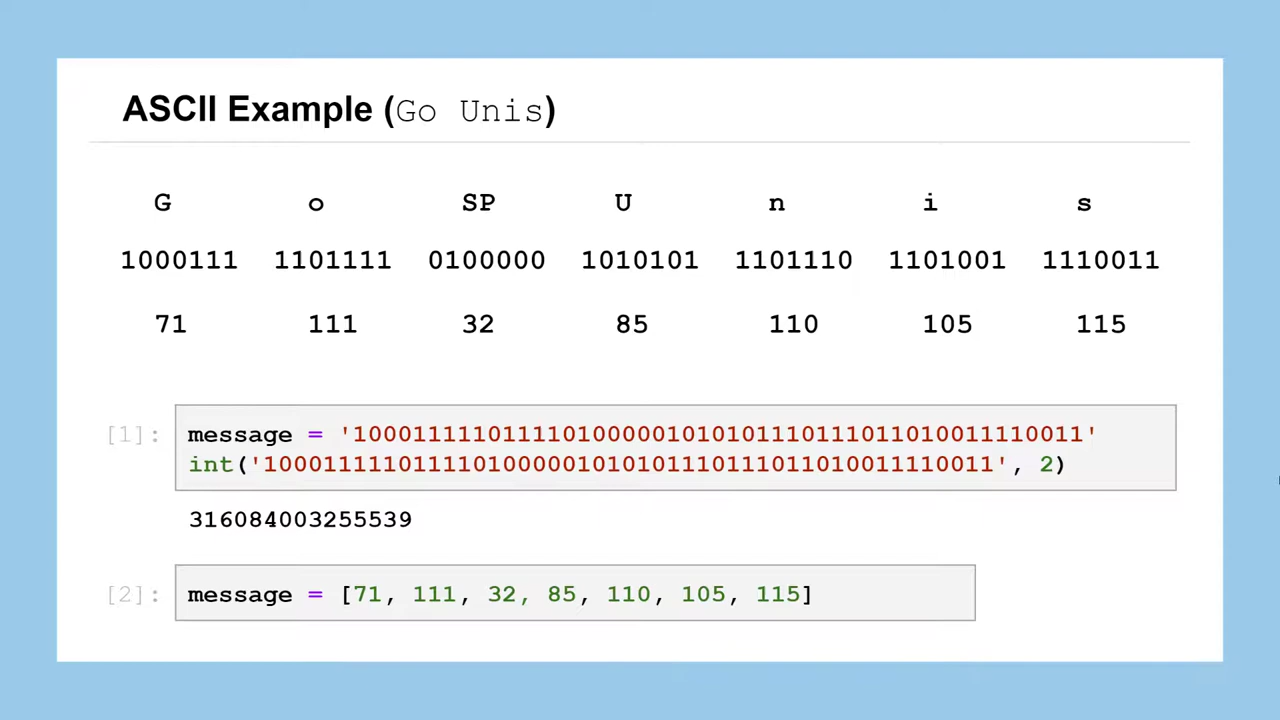 ASCII Example (Go Unis)
G o SP U n i s
1000111 1101111 0100000 1010101 1101110 1101001 1110011
71 111 32 85 110 105 115
[1]: message = '1000111110111101000001010101110111011010011110011'
int('1000111110111101000001010101110111011010011110011', 2)
316084003255539
[2]: message = [71, 111, 32, 85, 110, 105, 115]